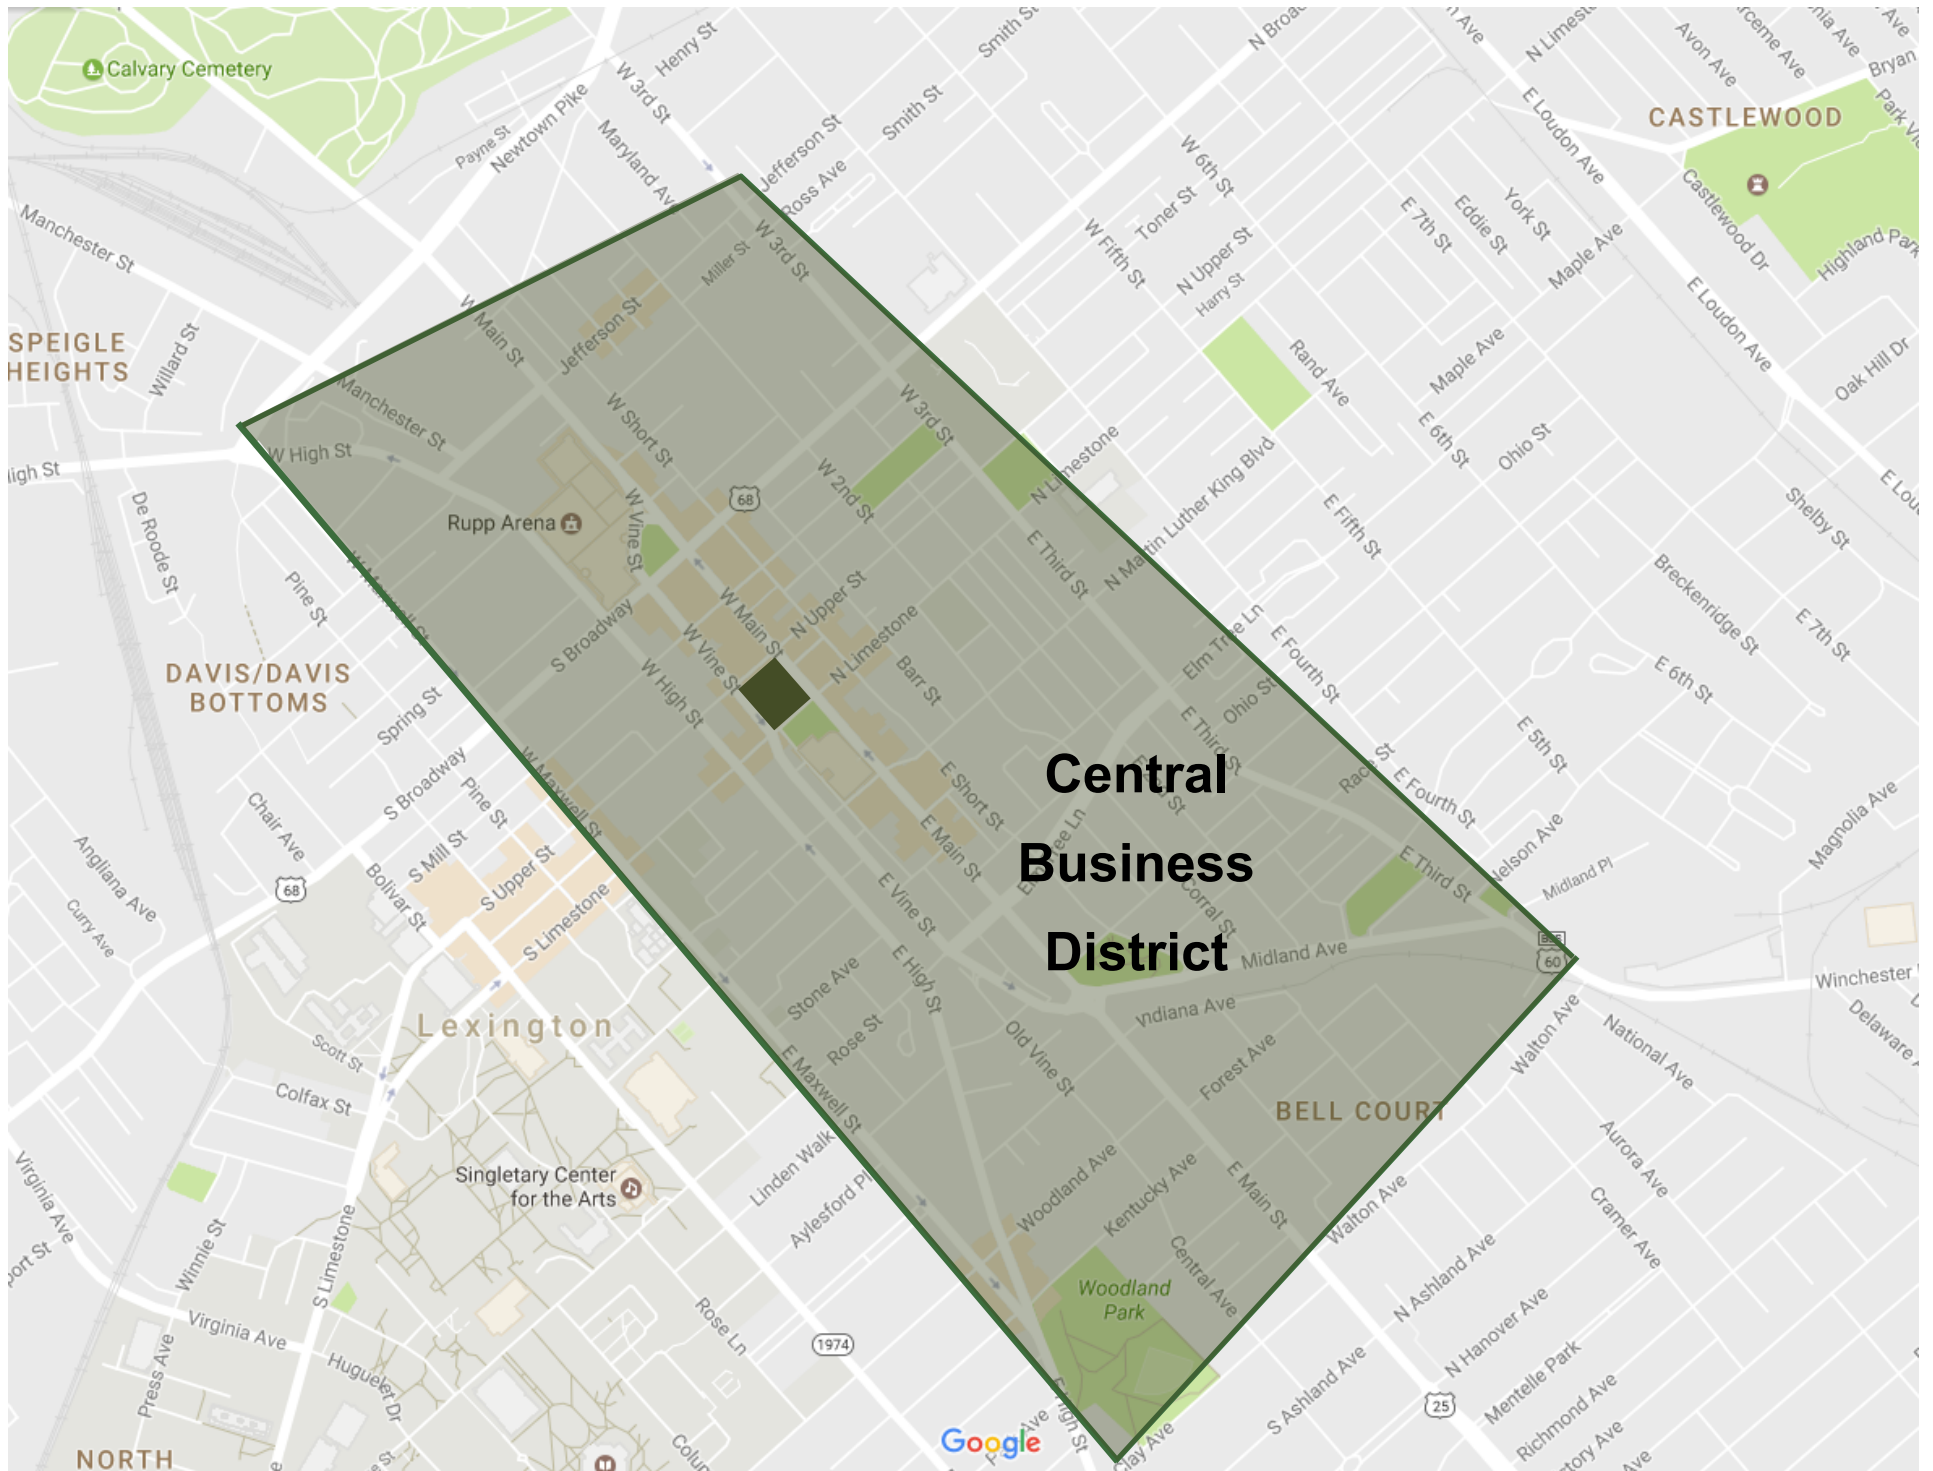 Calvary Cemetery
Henry St
Smith St
N Limest
Avon Ave
Bryan
W 3rd St
Newtown Pike
Payne St
Maryland Ave
Jefferson St
Smith St
Ross Ave
W 6th St
Toner St
E Loudon Ave
CASTLEWOOD
Castlewood Dr
Highland Park
York St
Eddie St
E 7th St
Maple Ave
Manchester St
W 3rd St
Miller St
W Fifth St
N Upper St
Harry St
E Loudon Ave
SPEIGLE
HEIGHTS
Willard St
W Main St
Jefferson St
Rand Ave
Maple Ave
Oak Hill Dr
Manchester St
W Short St
W 3rd St
W High St
N Limestone
E 6th St
Ohio St
N Martin Luther King Blvd
De Roode St
Rupp Arena
W Vine St
68
W 2nd St
E Fifth St
Shelby St
E Third St
W Maxwell St
Pine St
S Broadway
W Main St
N Upper St
N Limestone
Breckenridge St
E 7th St
Elm Tree Ln
E Fourth St
E 6th St
DAVIS/DAVIS
BOTTOMS
W Vine St
W High St
Barr St
Spring St
Ohio St
E Third St
E 5th St
Central
Business
District
E Short St
Race St
E Fourth St
W Maxwell St
S Broadway
Pine St
Chair Ave
Magnolia Ave
Angliana Ave
S Mill St
E Main St
Nelson Ave
E Third St
Midland Pl
Bolivar St
68
S Upper St
E Vine St
Corral St
Curry Ave
S Limestone
E High St
Midland Ave
60
Winchester
Stone Ave
Indiana Ave
Walton Ave
National Ave
Delaware
Lexington
Scott St
Rose St
Old Vine St
Forest Ave
Colfax St
E Maxwell St
BELL COURT
Aurora Ave
Linden Walk
Woodland Ave
Kentucky Ave
E Main St
Virginia Ave
Singletary Center
for the Arts
Aylesford Pl
Walton Ave
Cramer Ave
Winnie St
S Limestone
Central Ave
N Ashland Ave
Woodland
Park
N Hanover Ave
Virginia Ave
Rose Ln
1974
Press Ave
Huguelet Dr
S Ashland Ave
Mentelle Park
25
Richmond Ave
E High St
Clay Ave
Google
NORTH